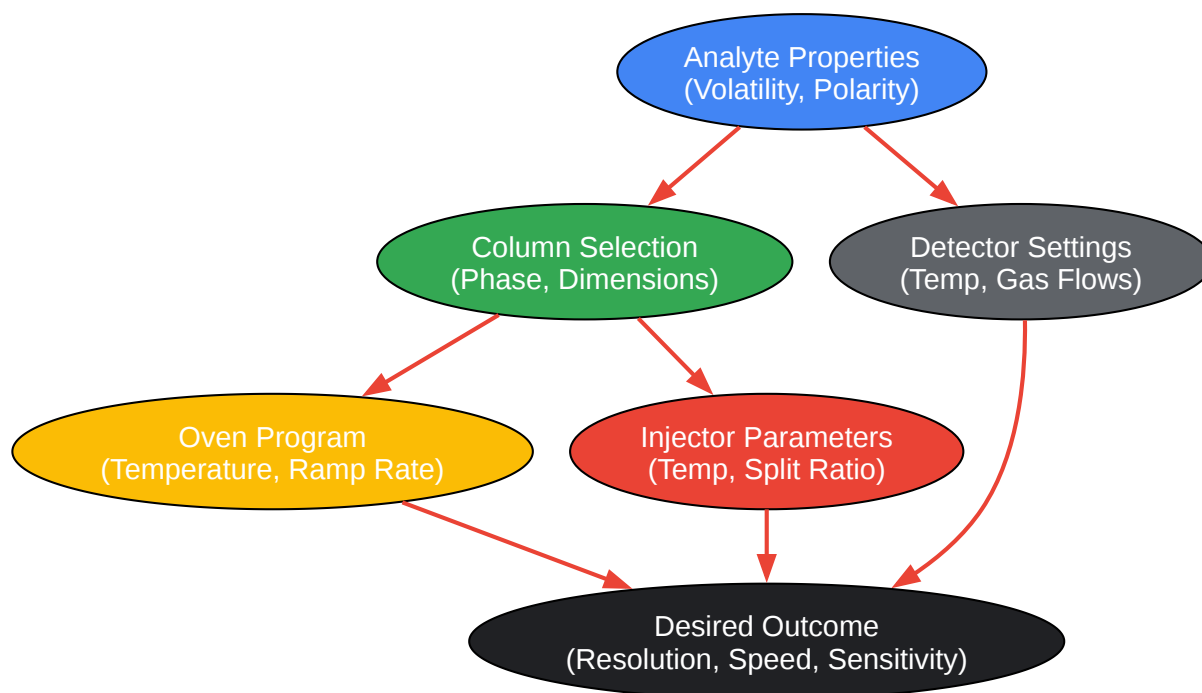 Analyte Properties
(Volatility, Polarity)
Column Selection
(Phase, Dimensions)
Detector Settings
(Temp, Gas Flows)
Oven Program
(Temperature, Ramp Rate)
Injector Parameters
(Temp, Split Ratio)
Desired Outcome
(Resolution, Speed, Sensitivity)